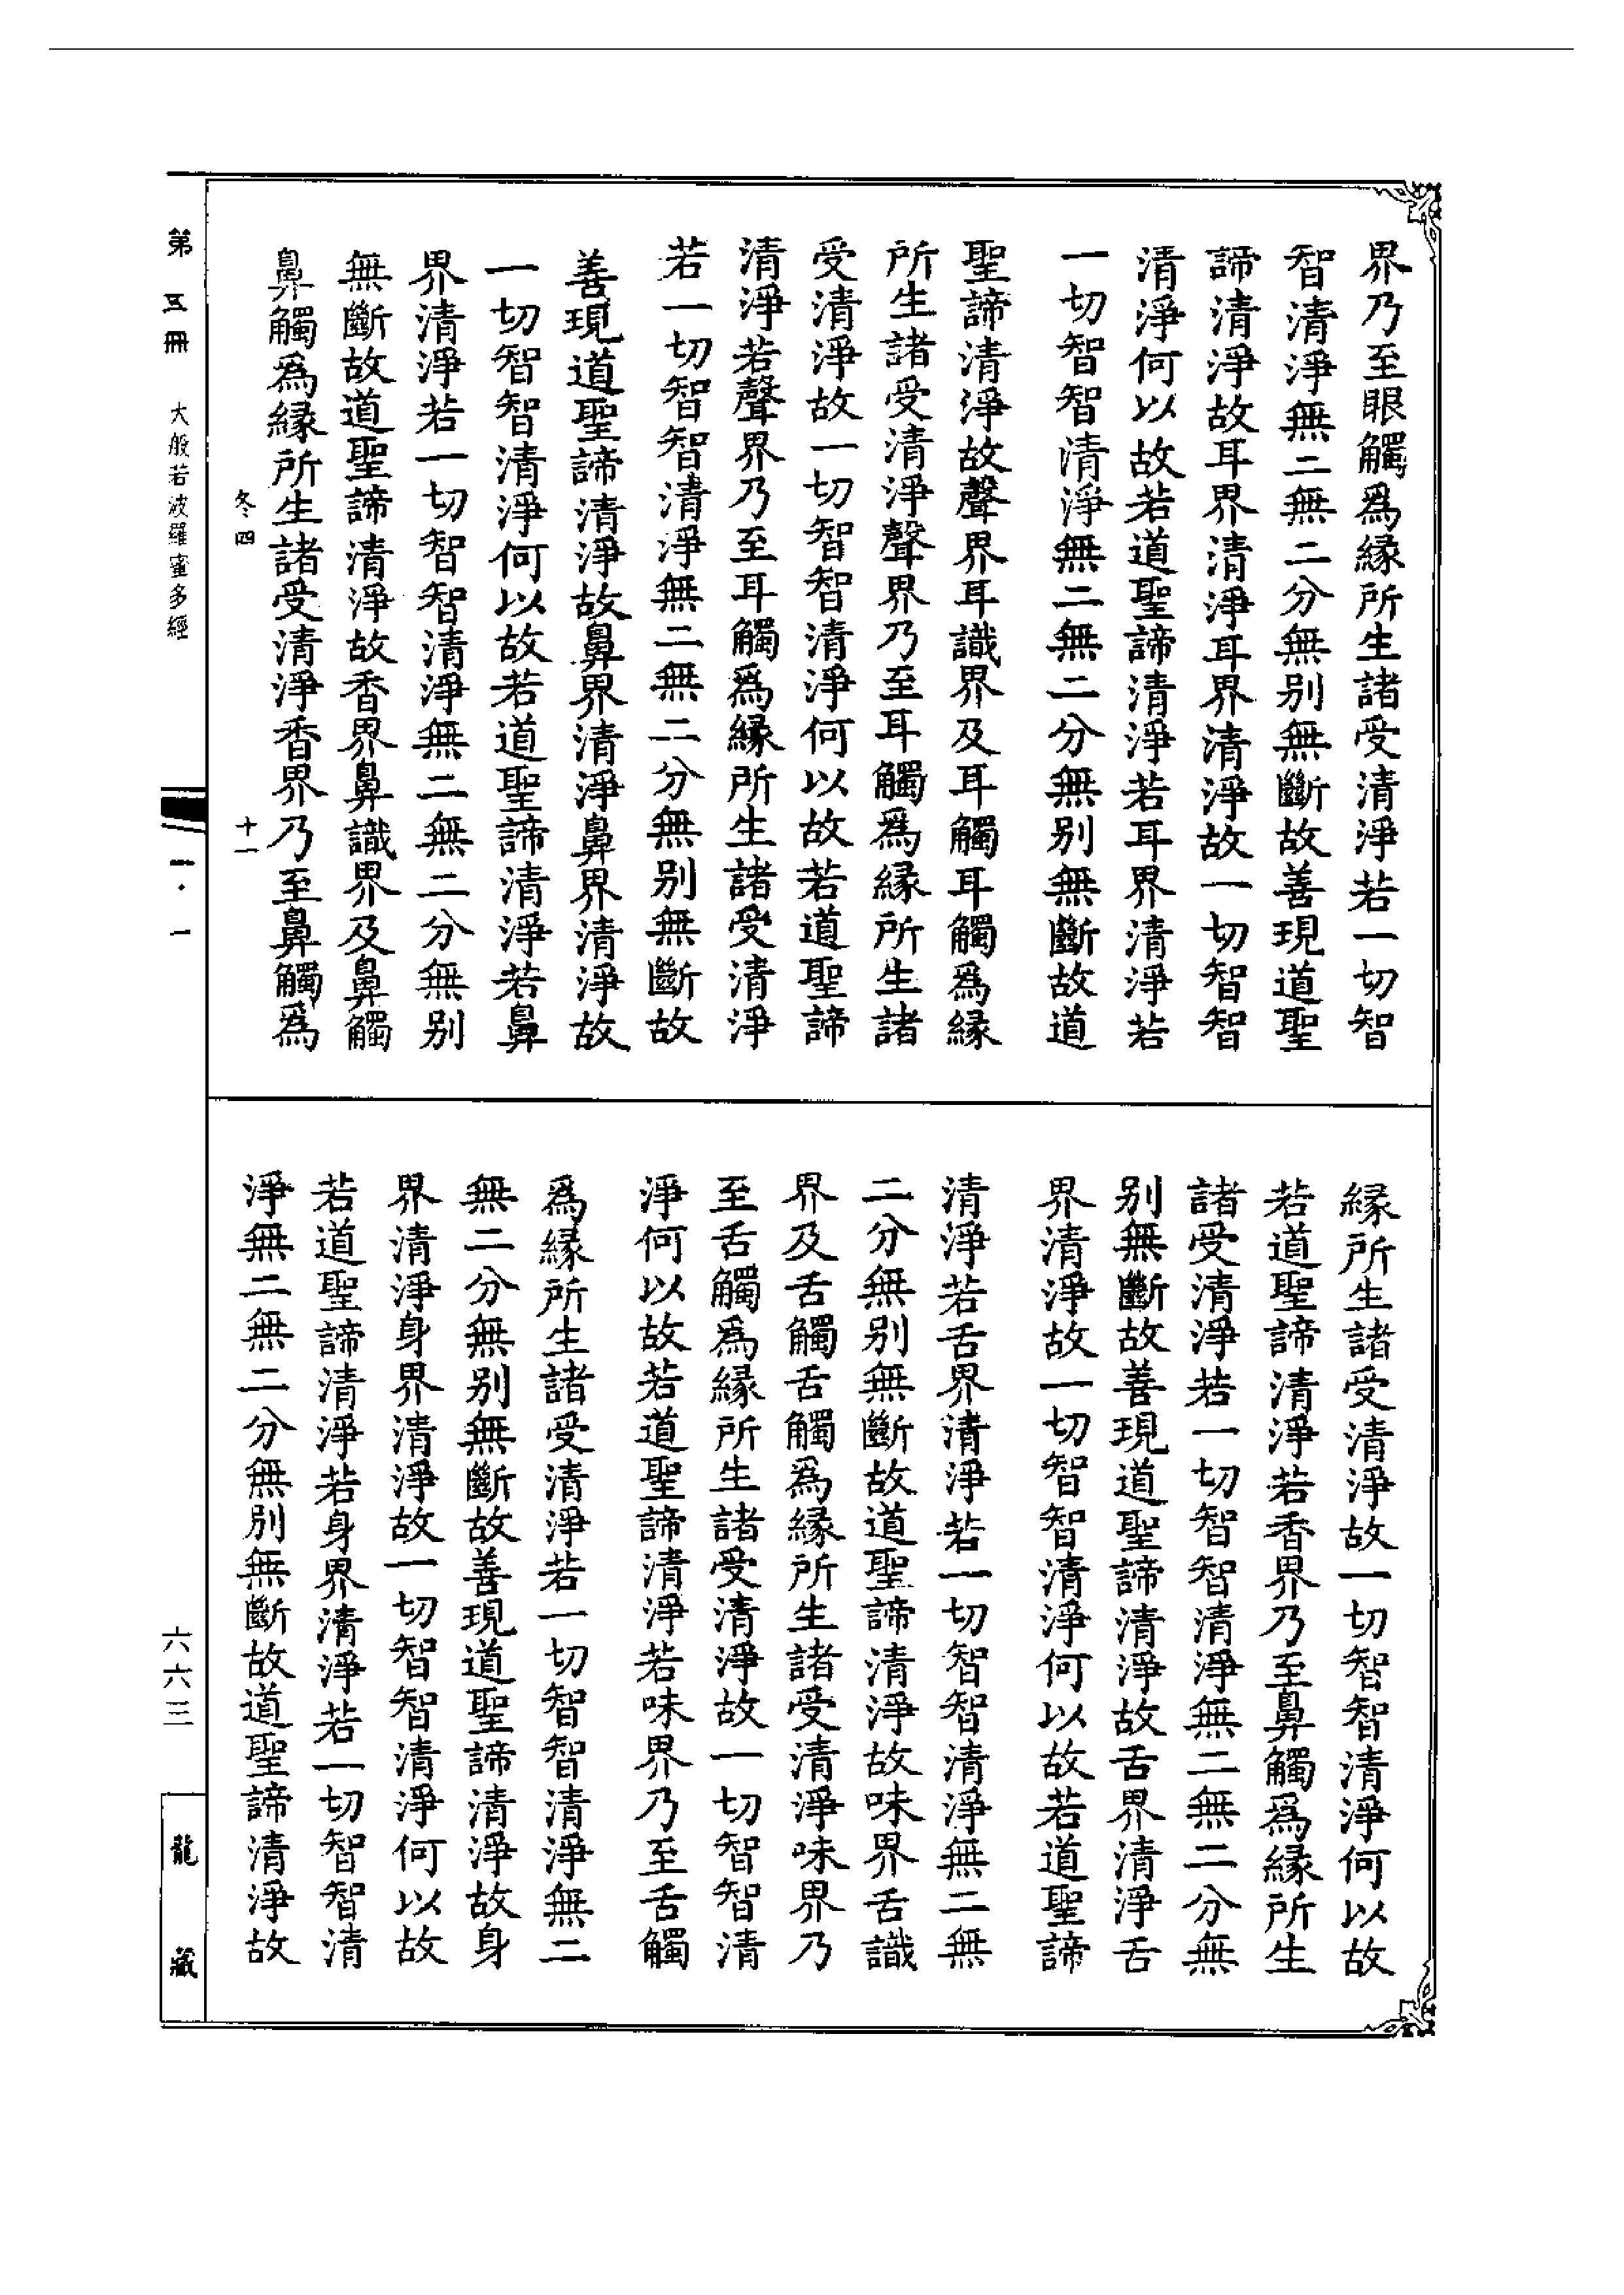 界乃至眼觸爲縁所生諸受清淨若一切智
智清淨無二無二分無别無斷故善現道聖
諦清淨故耳界清淨耳界清淨故一切智智
清淨何以故若道聖諦清淨若耳界清淨若
一切智智清淨無二無二分無别無斷故道
聖諦清淨故聲界耳識界及耳觸耳觸爲縁
所生諸受清淨聲界乃至耳觸爲縁所生諸
受清淨故一切智智清淨何以故若道聖諦
清淨若聲界乃至耳觸爲縁所生諸受清淨
若一切智智清淨無二無二分無别無斷故
善現道聖諦清淨故鼻界清淨鼻界清淨故
一切智智清淨何以故若道聖諦清淨若鼻
界清淨若一切智智清淨無二無二分無别
無斷故道聖諦清淨故香界鼻識界及鼻觸
鼻觸爲縁所生諸受清淨香界乃至鼻觸爲
冬四 十一
縁所生諸受清淨故一切智智清淨何以故
若道聖諦清淨若香界乃至鼻觸爲縁所生
諸受清淨若一切智智清淨無二無二分無
别無斷故善現道聖諦清淨故舌界清淨舌
界清淨故一切智智清淨何以故若道聖諦
清淨若舌界清淨若一切智智清淨無二無
二分無别無斷故道聖諦清淨故味界舌識
界及舌觸舌觸爲縁所生諸受清淨味界乃
至舌觸爲縁所生諸受清淨故一切智智清
淨何以故若道聖諦清淨若味界乃至舌觸
爲縁所生諸受清淨若一切智智清淨無二
無二分無别無斷故善現道聖諦清淨故身
界清淨身界清淨故一切智智清淨何以故
若道聖諦清淨若身界清淨若一切智智清
淨無二無二分無别無斷故道聖諦清淨故
第五冊 大般若波羅蜜多經 一·一 六六三 龍藏